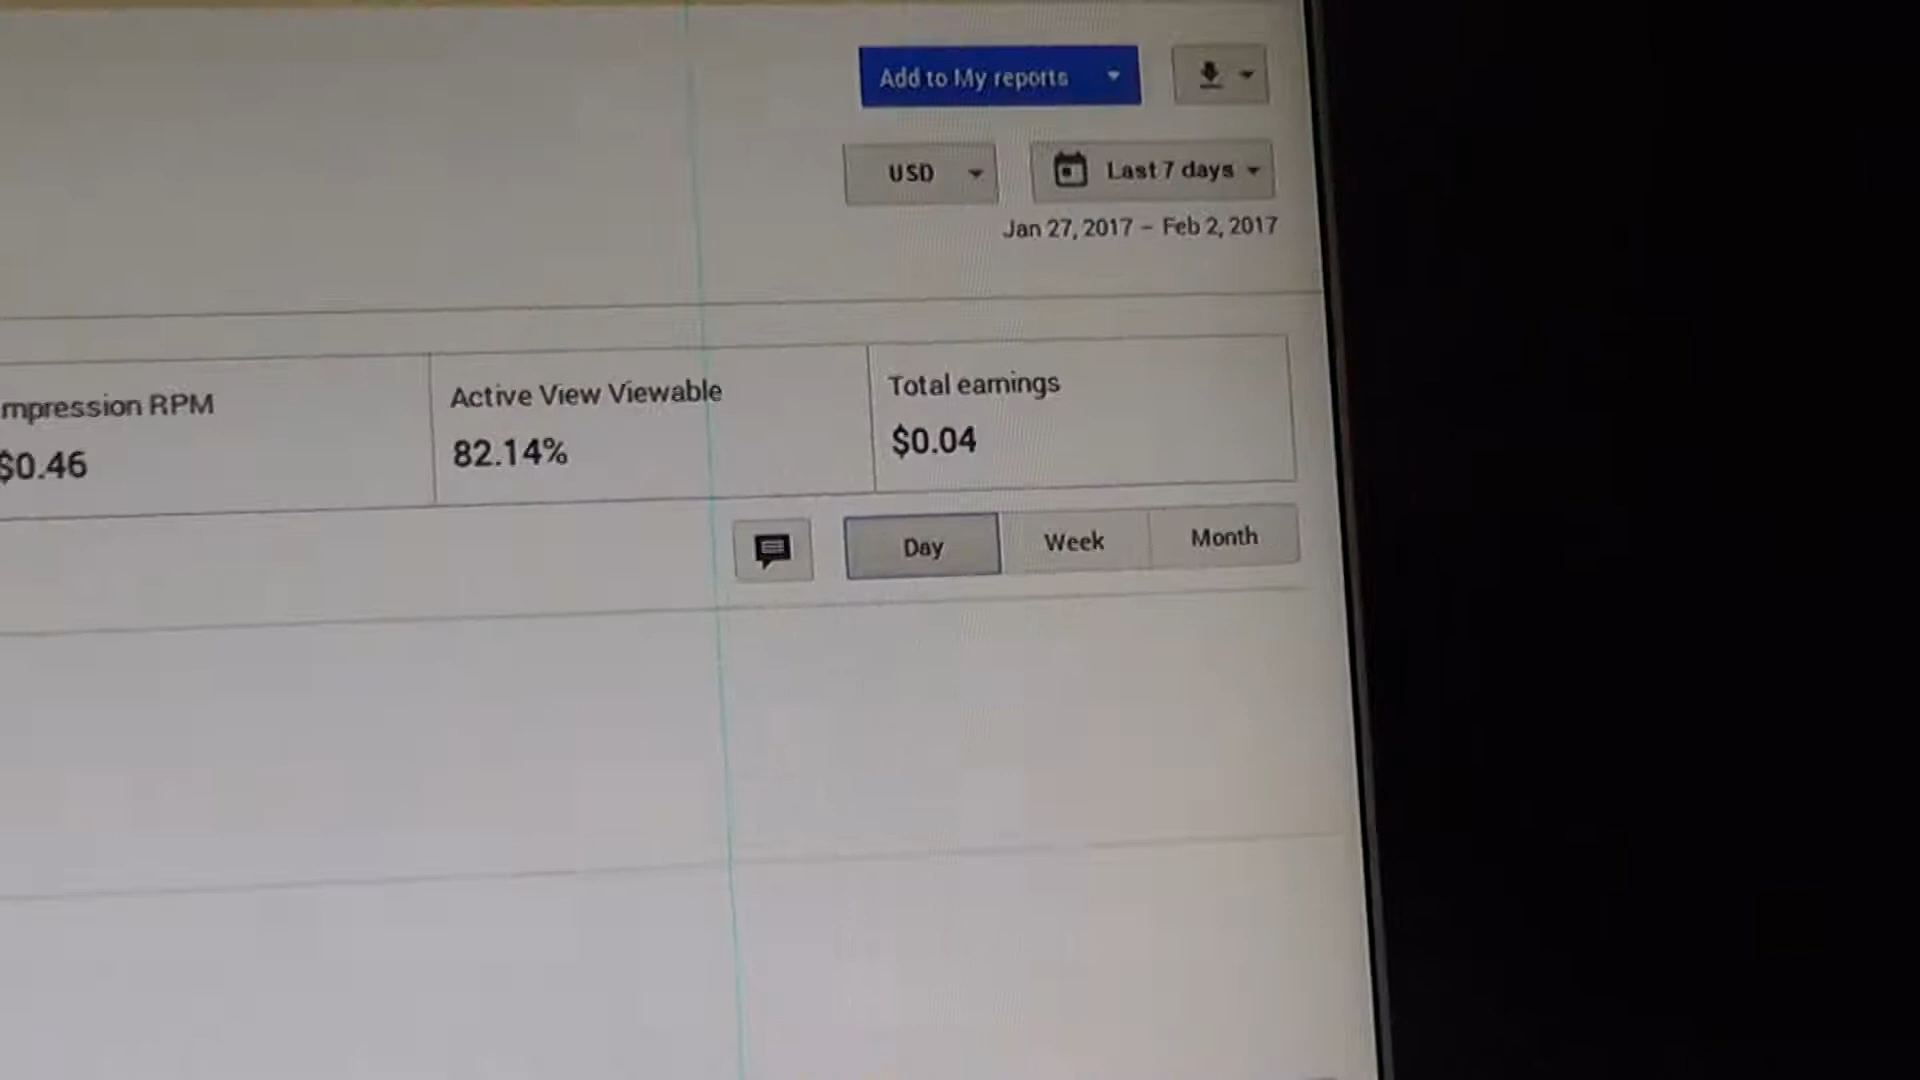 Add to My reports
USD
Last 7 days
Jan 27, 2017 – Feb 2, 2017
mpression RPM
$0.46
Active View Viewable
82.14%
Total earnings
$0.04
Day
Week
Month